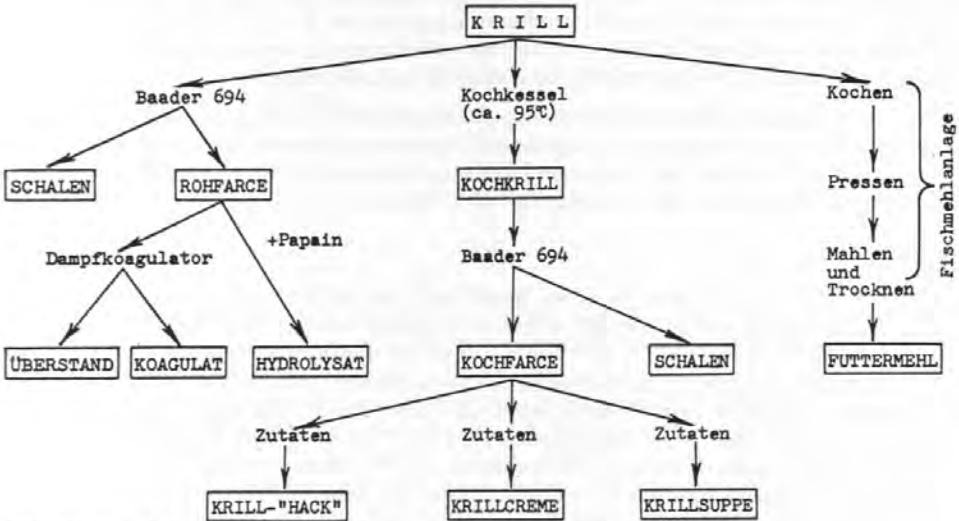 K R I L L
Baader 694
Kochkessel
(ca. 95℃)
Kochen
SCHALEN
ROHFARCE
KOCHKRILL
Pressen
Fischmehlanlage
Dampfkoagulator
+Papain
Baader 694
Mahlen
und
Trocknen
ÜBERSTAND
KOAGULAT
HYDROLYSAT
KOCHFARCE
SCHALEN
FUTTERMEHL
Zutaten
Zutaten
Zutaten
KRILL-"HACK"
KRILLCREME
KRILLSUPPE